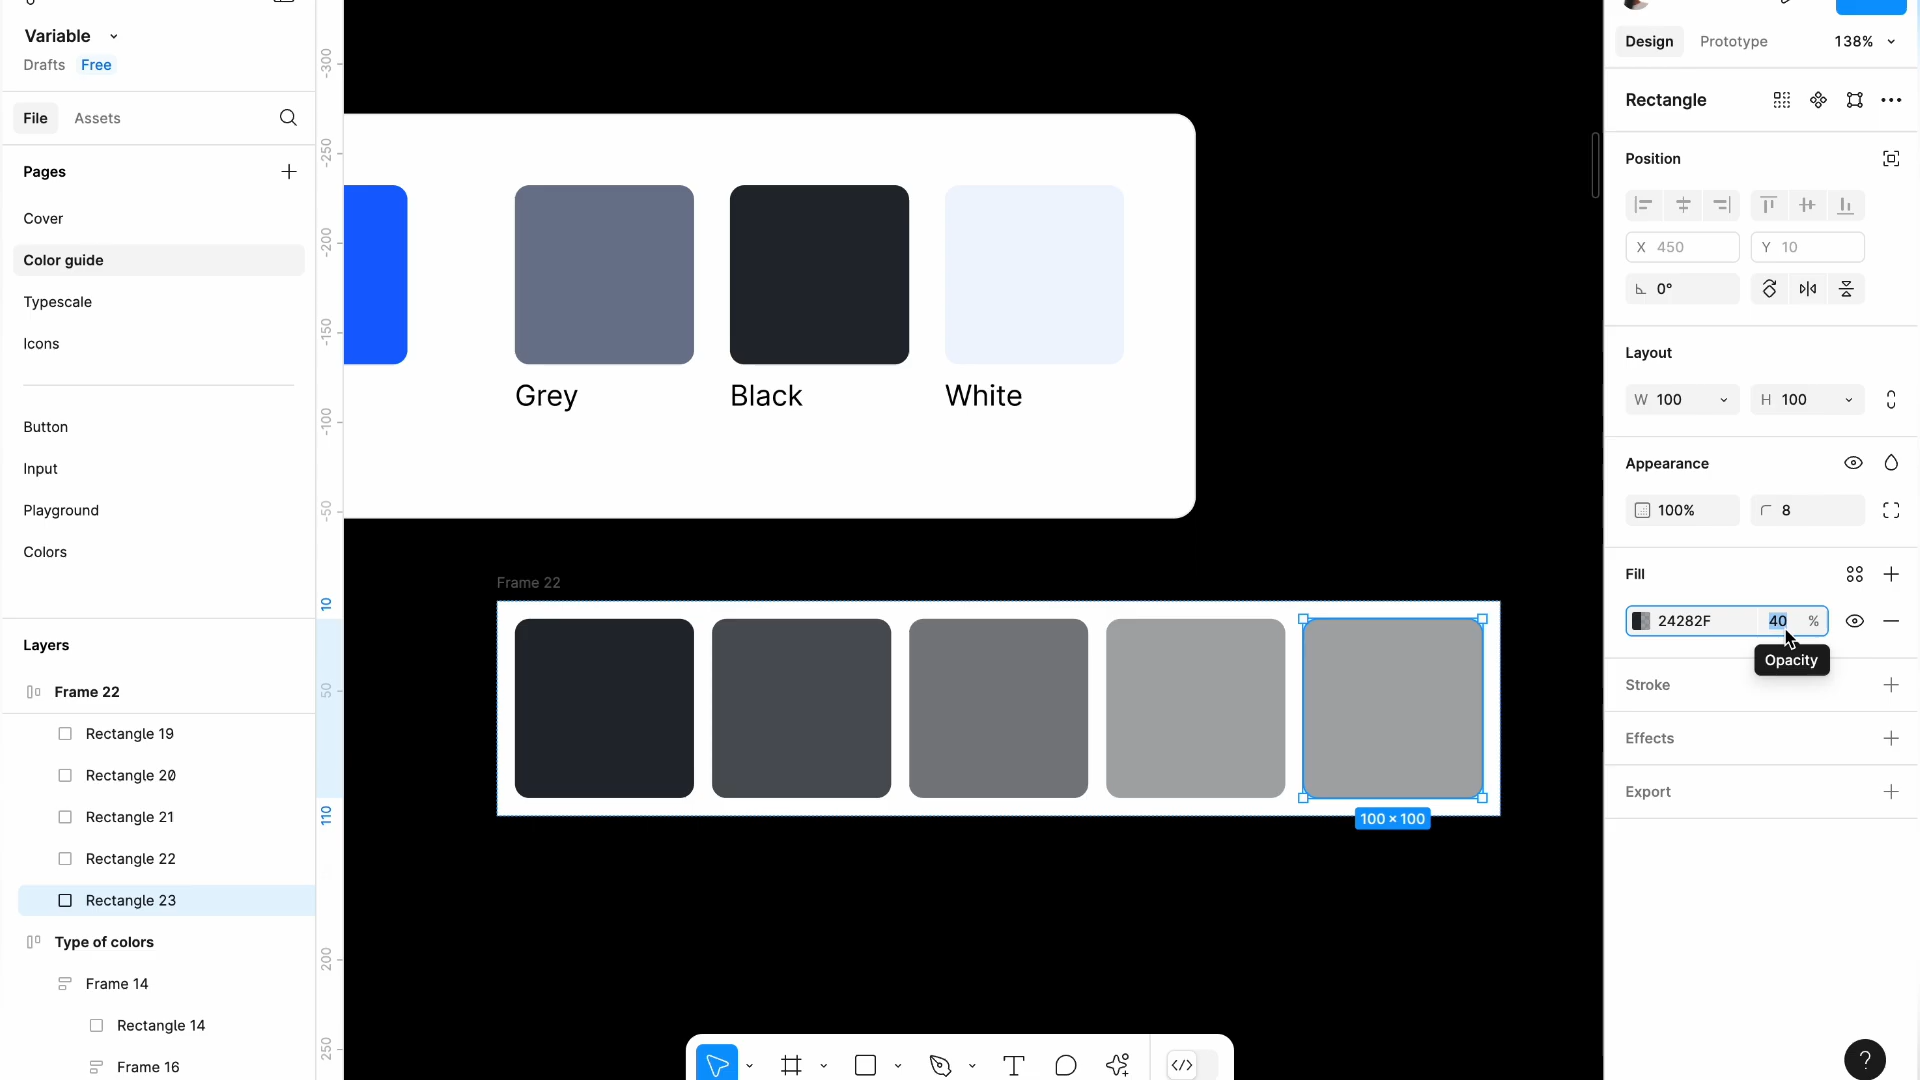 Variable
Drafts Free
File Assets
Pages
Cover
Color guide
Typescale
Icons
Button
Input
Playground
Colors
Layers
Frame 22
Rectangle 19
Rectangle 20
Rectangle 21
Rectangle 22
Rectangle 23
Type of colors
Frame 14
Rectangle 14
Frame 16
-300
-250
-200
-150
-100
-50
10
50
110
200
250
Grey Black White
Frame 22
100 × 100
Design Prototype 138%
Rectangle
Position
X 450 Y 10
0°
Layout
W 100 H 100
Appearance
100% 8
Fill
24282F 40 %
Opacity
Stroke
Effects
Export
?